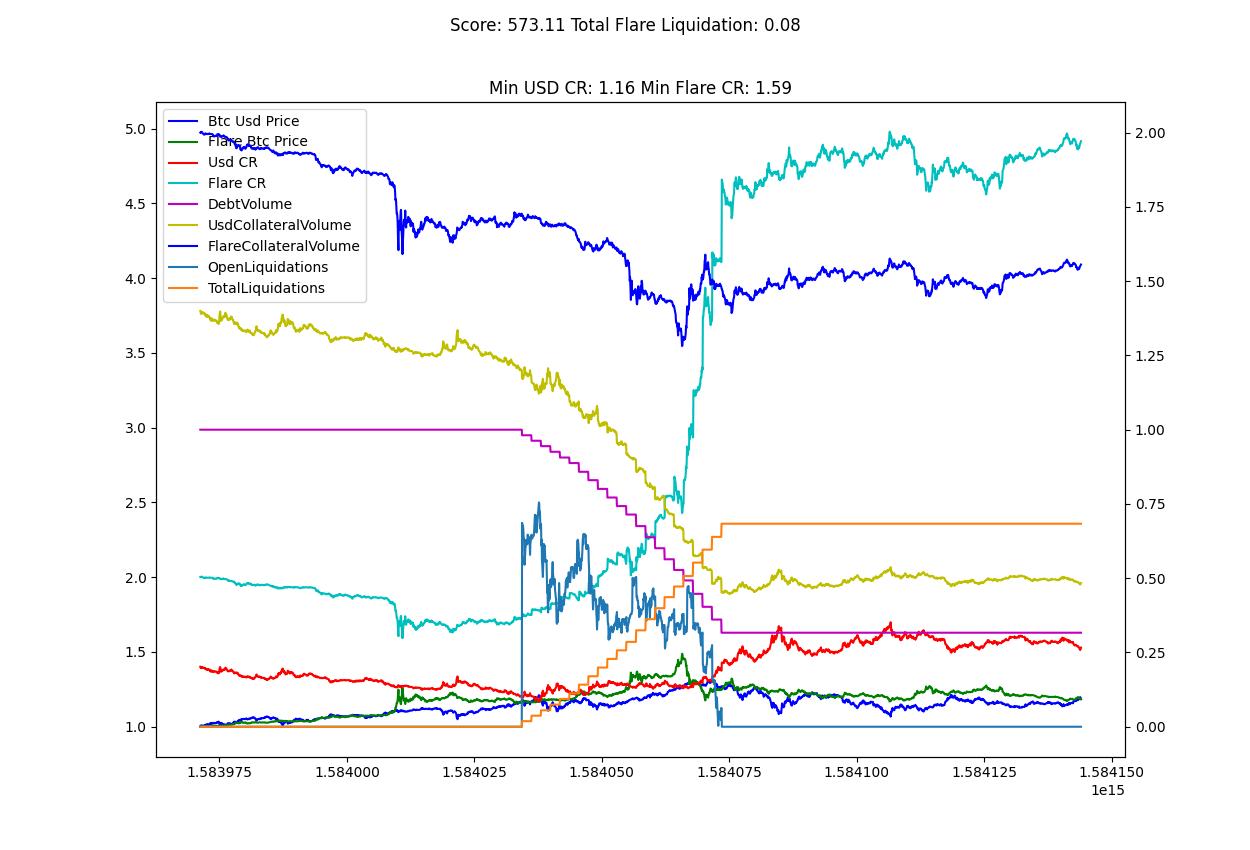 Score: 573.11 Total Flare Liquidation: 0.08
Min USD CR: 1.16 Min Flare CR: 1.59
Btc Usd Price
Flare Btc Price
Usd CR
Flare CR
DebtVolume
UsdCollateralVolume
FlareCollateralVolume
OpenLiquidations
TotalLiquidations
5.0
4.5
4.0
3.5
3.0
2.5
2.0
1.5
1.0
2.00
1.75
1.50
1.25
1.00
0.75
0.50
0.25
0.00
1.583975 1.584000 1.584025 1.584050 1.584075 1.584100 1.584125 1.584150
1e15